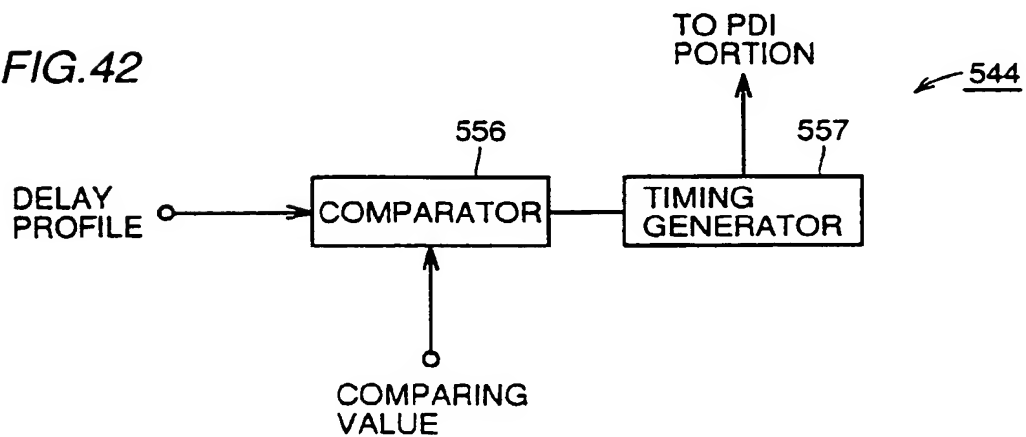 FIG.42
TO PDI
PORTION
544
556
557
DELAY
PROFILE
COMPARATOR
TIMING
GENERATOR
COMPARING
VALUE